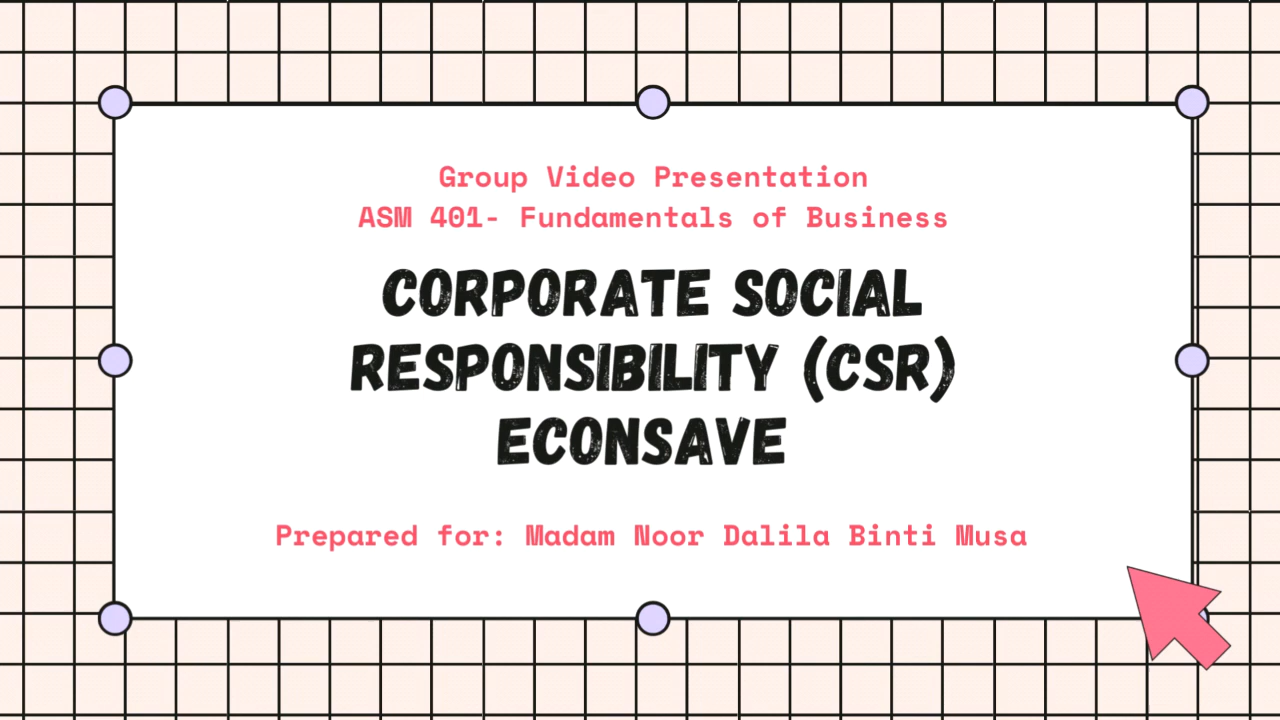 Group Video Presentation
ASM 401- Fundamentals of Business
CORPORATE SOCIAL
RESPONSIBILITY (CSR)
ECONSAVE
Prepared for: Madam Noor Dalila Binti Musa